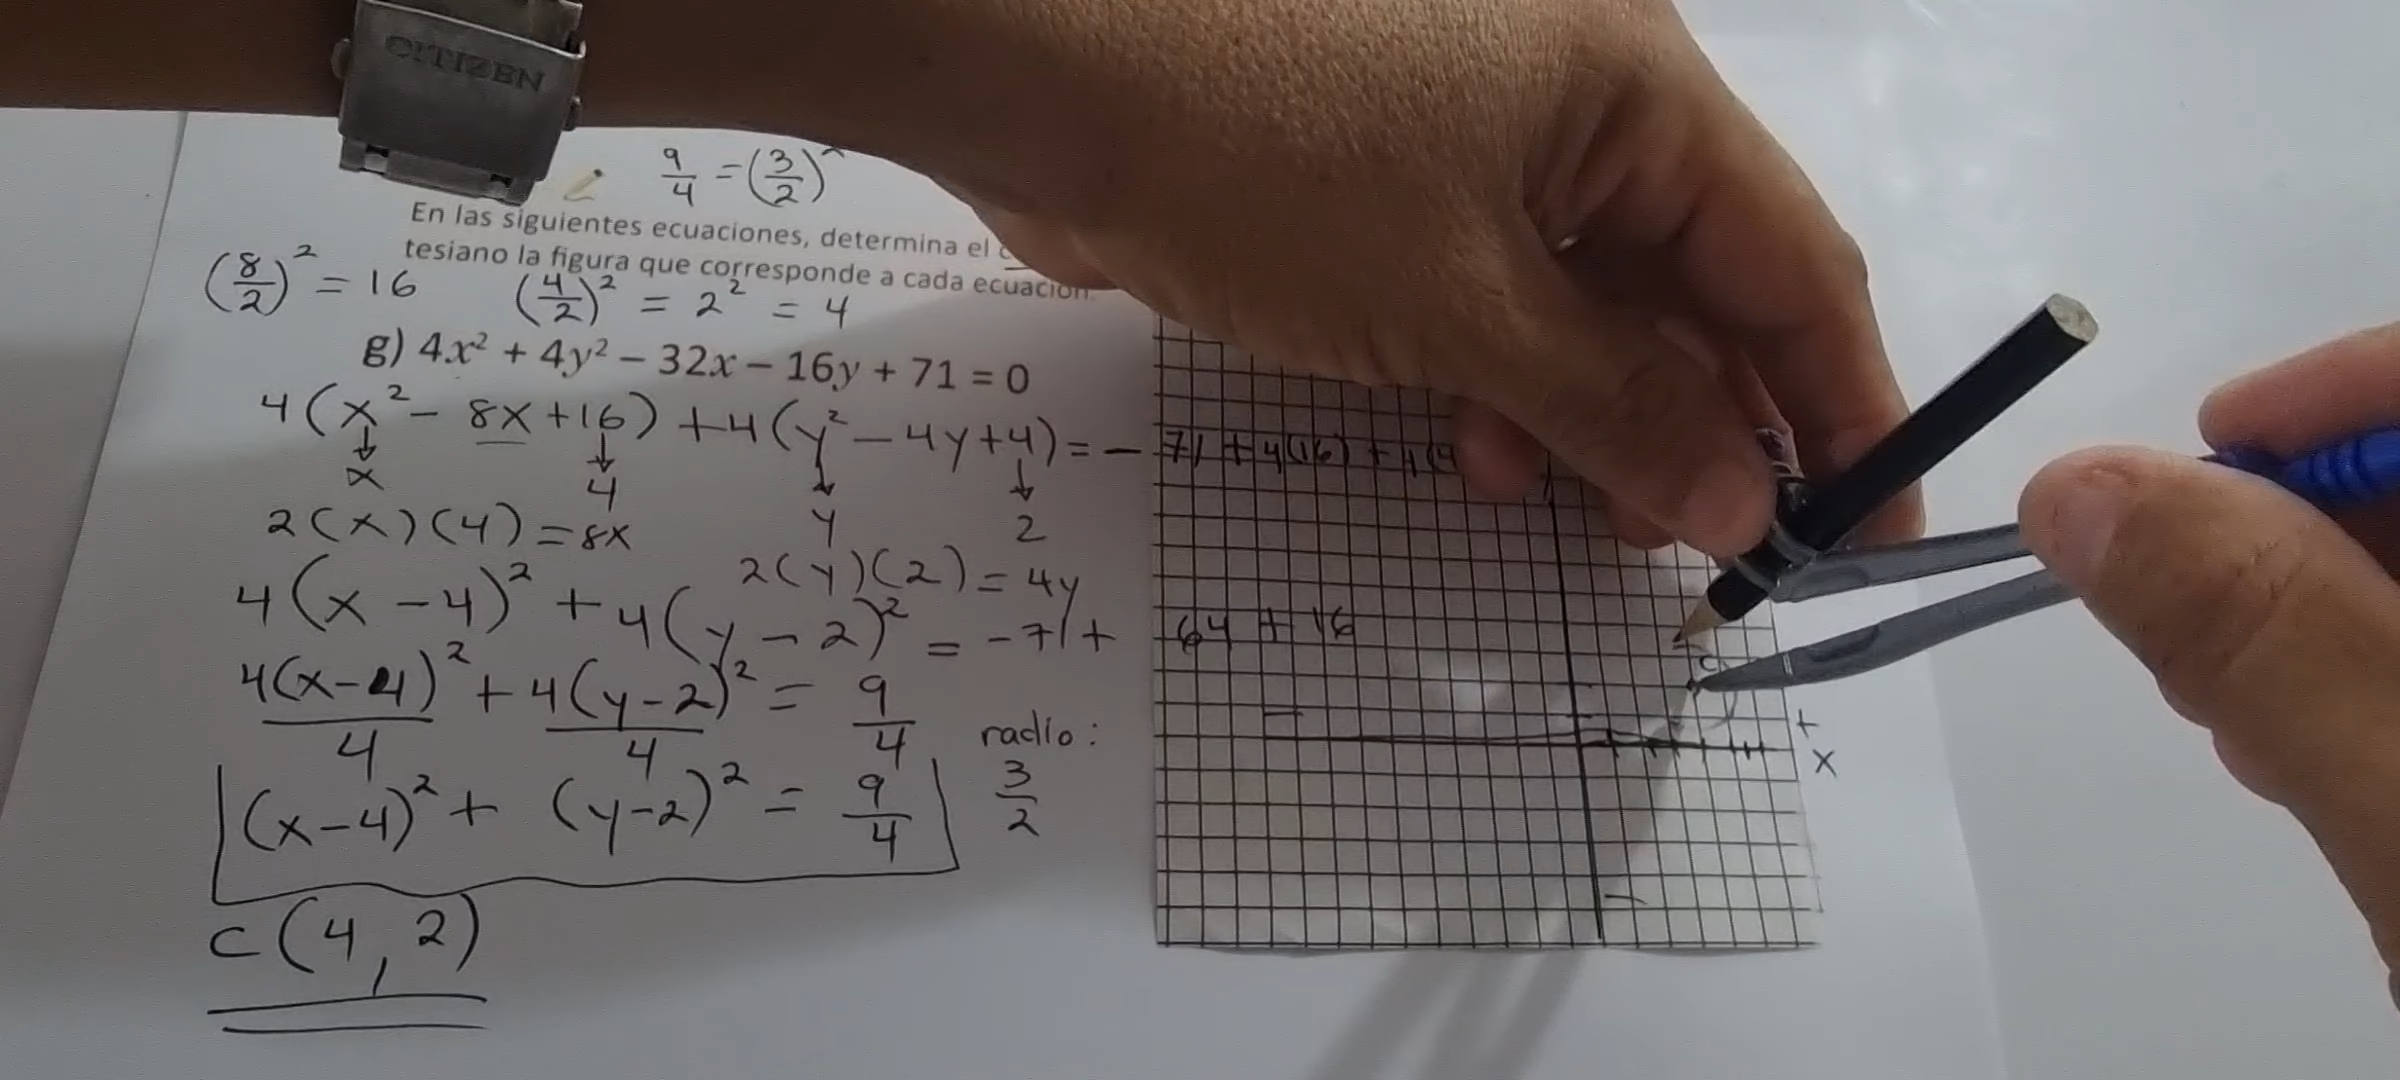 CITIZEN
9/4 = (3/2)
En las siguientes ecuaciones, determina el
tesiano la figura que corresponde a cada ecuación.
(8/2)² = 16    (4/2)² = 2² = 4
g) 4x² + 4y² – 32x – 16y + 71 = 0
4(x² – 8x + 16) + 4(y² – 4y + 4) = – 71 + 4(16) + 4(4
x    4    y    2
2(x)(4) = 8x
2(y)(2) = 4y
4(x – 4)² + 4(y – 2)² = –71 + 64 + 16
4(x–4)²/4 + 4(y–2)²/4 = 9/4
radio:
3/2
(x–4)² + (y–2)² = 9/4
C(4, 2)
C
+
x
–
–